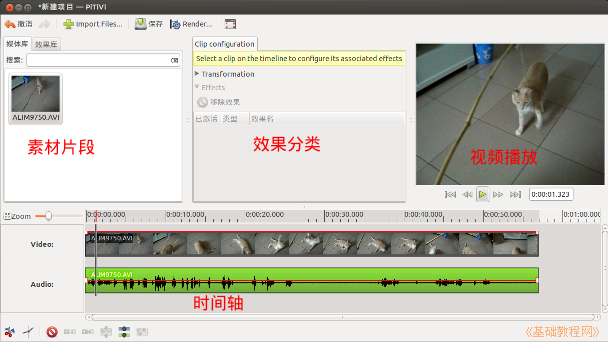 *新建项目 — PiTiVi
撤消 Import Files... 保存 Render...
媒体库 效果库
搜索:
ALIM9750.AVI
素材片段
Clip configuration
Select a clip on the timeline to configure its associated effects
Transformation
Effects
移除效果
已激活 类型 效果名
效果分类
视频播放
0:00:01.323
Zoom
0:00:00.000 0:00:10.000 0:00:20.000 0:00:30.000 0:00:40.000 0:00:50.000 0:01:00.000
Video:
ALIM9750.AVI
Audio:
ALIM9750.AVI
时间轴
《基础教程网》